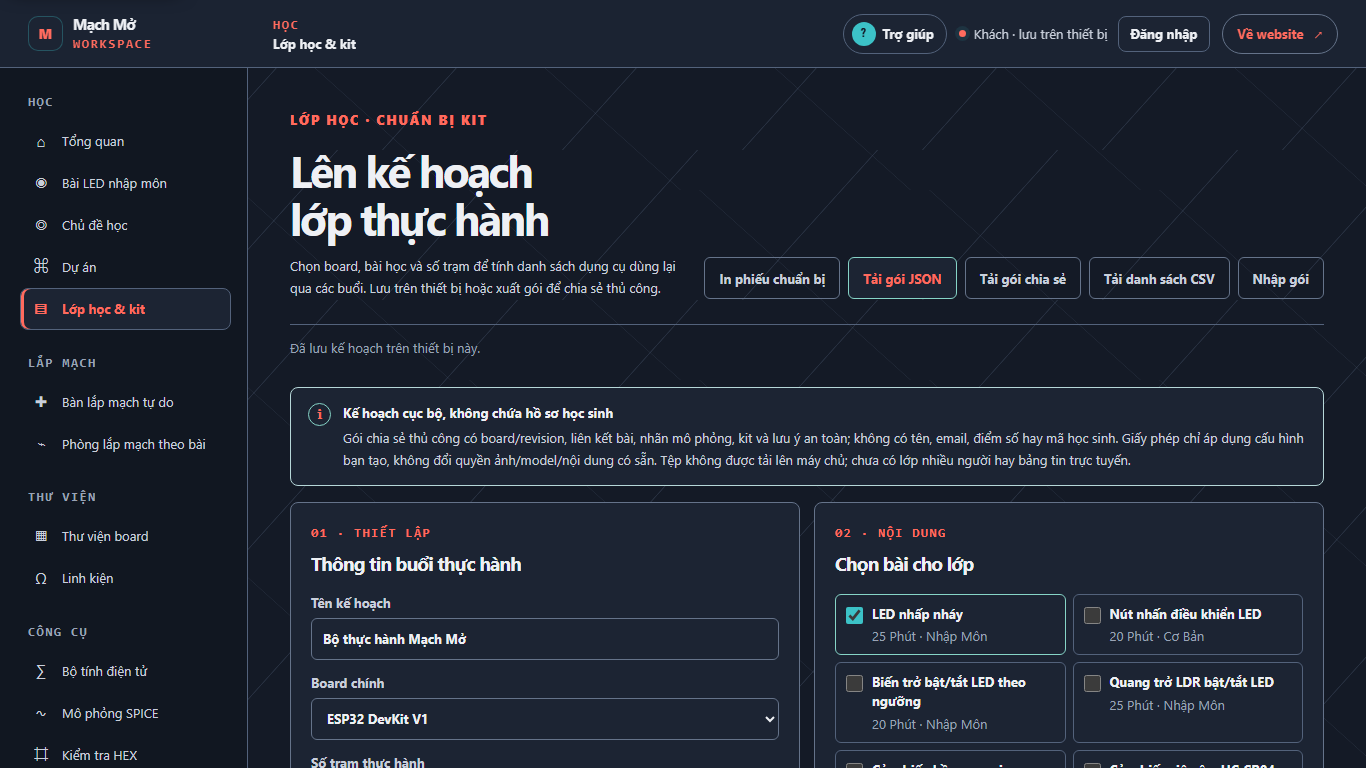 M
Mạch Mở
WORKSPACE
HỌC
Lớp học & kit
? Trợ giúp
Khách · lưu trên thiết bị
Đăng nhập
Về website ↗
HỌC
Tổng quan
Bài LED nhập môn
Chủ đề học
Dự án
Lớp học & kit
LẮP MẠCH
Bàn lắp mạch tự do
Phòng lắp mạch theo bài
THƯ VIỆN
Thư viện board
Linh kiện
CÔNG CỤ
Bộ tính điện tử
Mô phỏng SPICE
Kiểm tra HEX
LỚP HỌC · CHUẨN BỊ KIT
Lên kế hoạch
lớp thực hành
Chọn board, bài học và số trạm để tính danh sách dụng cụ dùng lại
qua các buổi. Lưu trên thiết bị hoặc xuất gói để chia sẻ thủ công.
In phiếu chuẩn bị
Tải gói JSON
Tải gói chia sẻ
Tải danh sách CSV
Nhập gói
Đã lưu kế hoạch trên thiết bị này.
i
Kế hoạch cục bộ, không chứa hồ sơ học sinh
Gói chia sẻ thủ công có board/revision, liên kết bài, nhãn mô phỏng, kit và lưu ý an toàn; không có tên, email, điểm số hay mã học sinh. Giấy phép chỉ áp dụng cấu hình
bạn tạo, không đổi quyền ảnh/model/nội dung có sẵn. Tệp không được tải lên máy chủ; chưa có lớp nhiều người hay bảng tin trực tuyến.
01 · THIẾT LẬP
Thông tin buổi thực hành
Tên kế hoạch
Bộ thực hành Mạch Mở
Board chính
ESP32 DevKit V1
Số trạm thực hành
02 · NỘI DUNG
Chọn bài cho lớp
LED nhấp nháy
25 Phút · Nhập Môn
Nút nhấn điều khiển LED
20 Phút · Cơ Bản
Biến trở bật/tắt LED theo
ngưỡng
20 Phút · Nhập Môn
Quang trở LDR bật/tắt LED
25 Phút · Nhập Môn